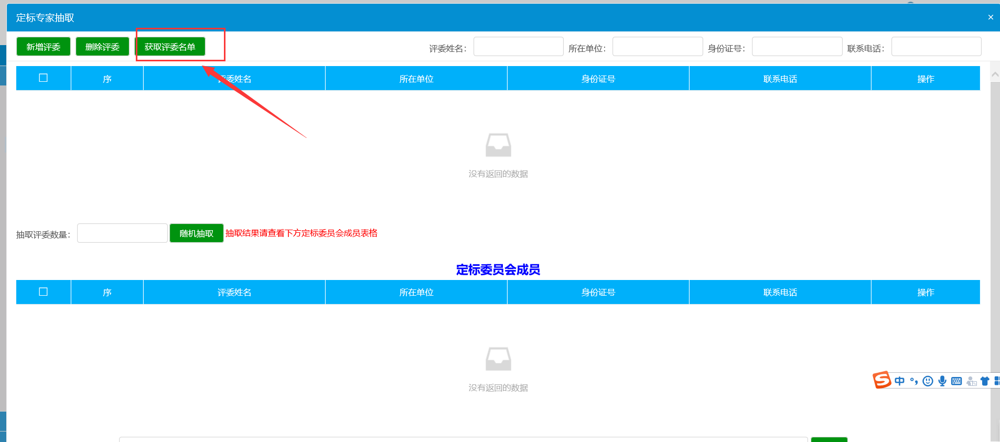 定标专家抽取 ×
新增评委 删除评委 获取评委名单 评委姓名： 所在单位： 身份证号： 联系电话：
序 评委姓名 所在单位 身份证号 联系电话 操作
没有返回的数据
抽取评委数量： 随机抽取 抽取结果请查看下方定标委员会成员表格
定标委员会成员
序 评委姓名 所在单位 身份证号 联系电话 操作
中
没有返回的数据